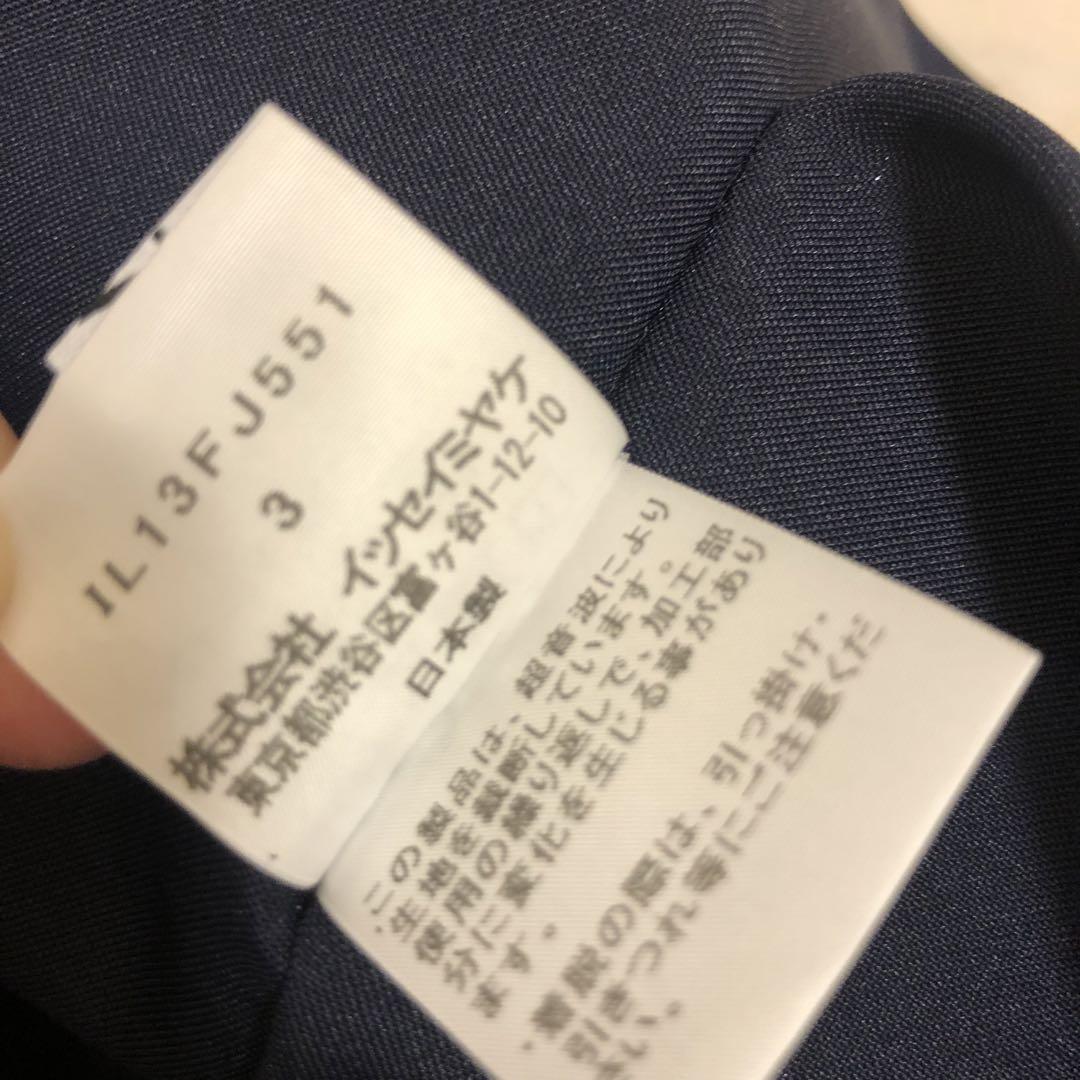 IL13FJ551
3
株式会社 イッセイミヤケ
東京都渋谷区富ヶ谷1-12-10
日本製
この製品は、超音波により
・生地を裁断しています。
使用の繰り返しで、加工部
分に変化を生じる事があり
ます。
・着脱の際は、引っ掛け・
引きつれ等にご注意くだ
さい。